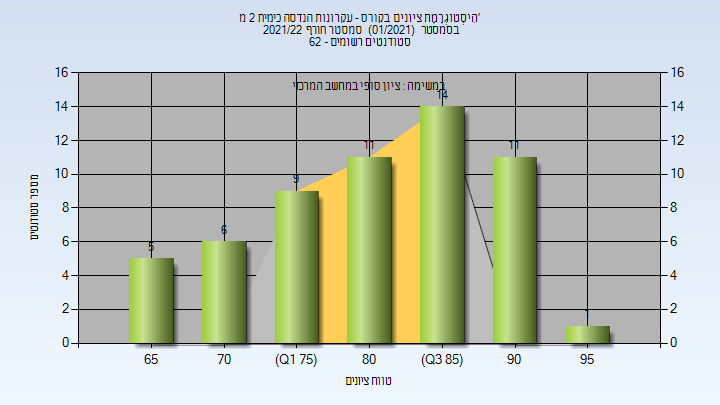 היסטוגרמת ציונים בקורס - עקרונות הנדסה כימית 2 מ'
בסמסטר (01/2021) סמסטר חורף 2021/22
סטודנטים רשומים - 62
במשימה : ציון סופי במחשב המרכזי
מספר סטודנטים
16 16
14 14
12 12
10 10
8 8
6 6
4 4
2 2
0 0
5 6 9 11 14 11 1
65 70 (Q1 75) 80 (Q3 85) 90 95
טווח ציונים